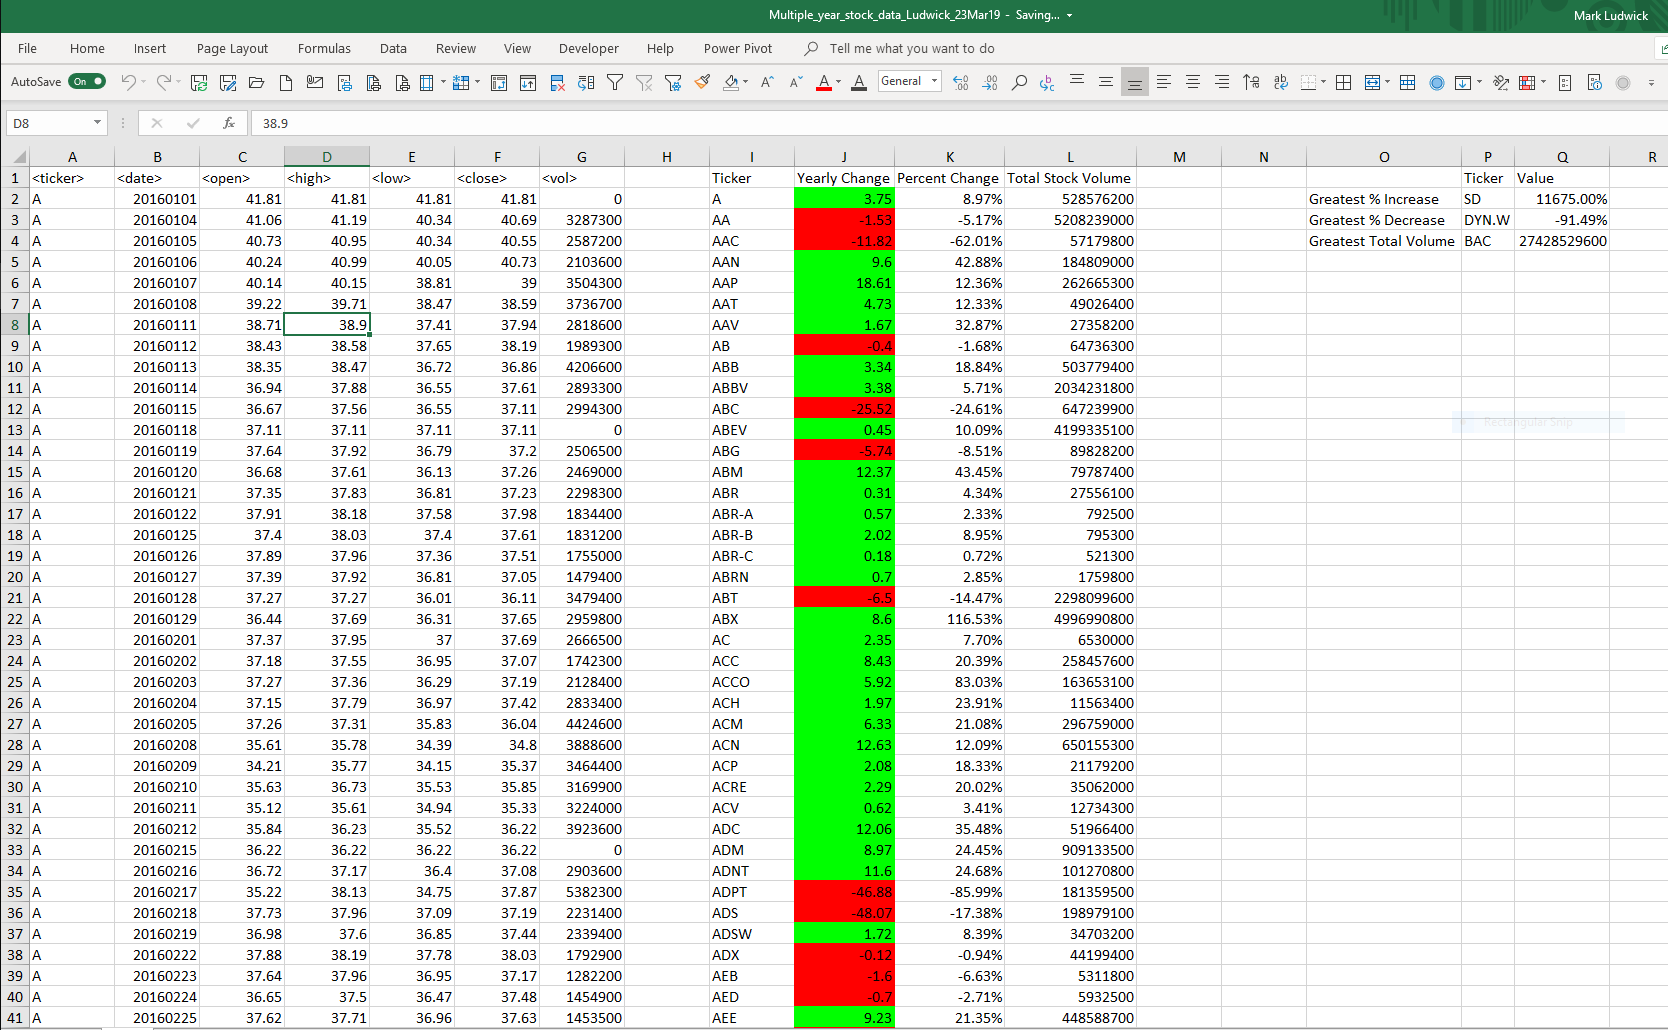 Multiple_year_stock_data_Ludwick_23Mar19 - Saving... Mark Ludwick
File Home Insert Page Layout Formulas Data Review View Developer Help Power Pivot Tell me what you want to do
AutoSave On General
D8 fx 38.9
A B C D E F G H I J K L M N O P Q R
1 <ticker> <date> <open> <high> <low> <close> <vol> Ticker Yearly Change Percent Change Total Stock Volume Ticker Value
2 A 20160101 41.81 41.81 41.81 41.81 0 A 3.75 8.97% 528576200 Greatest % Increase SD 11675.00%
3 A 20160104 41.06 41.19 40.34 40.69 3287300 AA -1.53 -5.17% 5208239000 Greatest % Decrease DYN.W -91.49%
4 A 20160105 40.73 40.95 40.34 40.55 2587200 AAC -11.82 -62.01% 57179800 Greatest Total Volume BAC 27428529600
5 A 20160106 40.24 40.99 40.05 40.73 2103600 AAN 9.6 42.88% 184809000
6 A 20160107 40.14 40.15 38.81 39 3504300 AAP 18.61 12.36% 262665300
7 A 20160108 39.22 39.71 38.47 38.59 3736700 AAT 4.73 12.33% 49026400
8 A 20160111 38.71 38.9 37.41 37.94 2818600 AAV 1.67 32.87% 27358200
9 A 20160112 38.43 38.58 37.65 38.19 1989300 AB -0.4 -1.68% 64736300
10 A 20160113 38.35 38.47 36.72 36.86 4206600 ABB 3.34 18.84% 503779400
11 A 20160114 36.94 37.88 36.55 37.61 2893300 ABBV 3.38 5.71% 2034231800
12 A 20160115 36.67 37.56 36.55 37.11 2994300 ABC -25.52 -24.61% 647239900
13 A 20160118 37.11 37.11 37.11 37.11 0 ABEV 0.45 10.09% 4199335100 Rectangular Snip
14 A 20160119 37.64 37.92 36.79 37.2 2506500 ABG -5.74 -8.51% 89828200
15 A 20160120 36.68 37.61 36.13 37.26 2469000 ABM 12.37 43.45% 79787400
16 A 20160121 37.35 37.83 36.81 37.23 2298300 ABR 0.31 4.34% 27556100
17 A 20160122 37.91 38.18 37.58 37.98 1834400 ABR-A 0.57 2.33% 792500
18 A 20160125 37.4 38.03 37.4 37.61 1831200 ABR-B 2.02 8.95% 795300
19 A 20160126 37.89 37.96 37.36 37.51 1755000 ABR-C 0.18 0.72% 521300
20 A 20160127 37.39 37.92 36.81 37.05 1479400 ABRN 0.7 2.85% 1759800
21 A 20160128 37.27 37.27 36.01 36.11 3479400 ABT -6.5 -14.47% 2298099600
22 A 20160129 36.44 37.69 36.31 37.65 2959800 ABX 8.6 116.53% 4996990800
23 A 20160201 37.37 37.95 37 37.69 2666500 AC 2.35 7.70% 6530000
24 A 20160202 37.18 37.55 36.95 37.07 1742300 ACC 8.43 20.39% 258457600
25 A 20160203 37.27 37.36 36.29 37.19 2128400 ACCO 5.92 83.03% 163653100
26 A 20160204 37.15 37.79 36.97 37.42 2833400 ACH 1.97 23.91% 11563400
27 A 20160205 37.26 37.31 35.83 36.04 4424600 ACM 6.33 21.08% 296759000
28 A 20160208 35.61 35.78 34.39 34.8 3888600 ACN 12.63 12.09% 650155300
29 A 20160209 34.21 35.77 34.15 35.37 3464400 ACP 2.08 18.33% 21179200
30 A 20160210 35.63 36.73 35.53 35.85 3169900 ACRE 2.29 20.02% 35062000
31 A 20160211 35.12 35.61 34.94 35.33 3224000 ACV 0.62 3.41% 12734300
32 A 20160212 35.84 36.23 35.52 36.22 3923600 ADC 12.06 35.48% 51966400
33 A 20160215 36.22 36.22 36.22 36.22 0 ADM 8.97 24.45% 909133500
34 A 20160216 36.72 37.17 36.4 37.08 2903600 ADNT 11.6 24.68% 101270800
35 A 20160217 35.22 38.13 34.75 37.87 5382300 ADPT -46.88 -85.99% 181359500
36 A 20160218 37.73 37.96 37.09 37.19 2231400 ADS -48.07 -17.38% 198979100
37 A 20160219 36.98 37.6 36.85 37.44 2339400 ADSW 1.72 8.39% 34703200
38 A 20160222 37.88 38.19 37.78 38.03 1792900 ADX -0.12 -0.94% 44199400
39 A 20160223 37.64 37.96 36.95 37.17 1282200 AEB -1.6 -6.63% 5311800
40 A 20160224 36.65 37.5 36.47 37.48 1454900 AED -0.7 -2.71% 5932500
41 A 20160225 37.62 37.71 36.96 37.63 1453500 AEE 9.23 21.35% 448588700